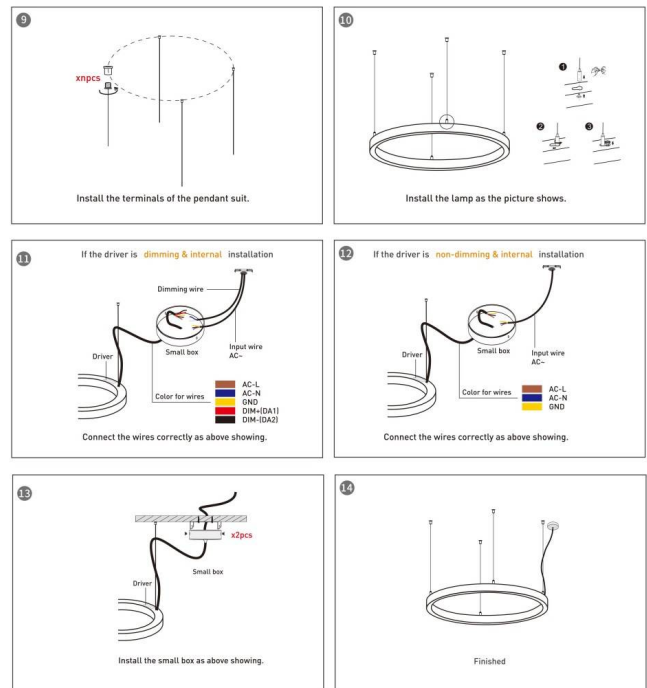 9
xnpcs
Install the terminals of the pendant suit.
10
1
2
3
Install the lamp as the picture shows.
11
If the driver is dimming & internal installation
Dimming wire
Driver
Small box
Input wire
AC~
Color for wires
AC-L
AC-N
GND
DIM+(DA1)
DIM-(DA2)
Connect the wires correctly as above showing.
12
If the driver is non-dimming & internal installation
Driver
Small box
Input wire
AC~
Color for wires
AC-L
AC-N
GND
Connect the wires correctly as above showing.
13
x2pcs
Small box
Driver
Install the small box as above showing.
14
Finished